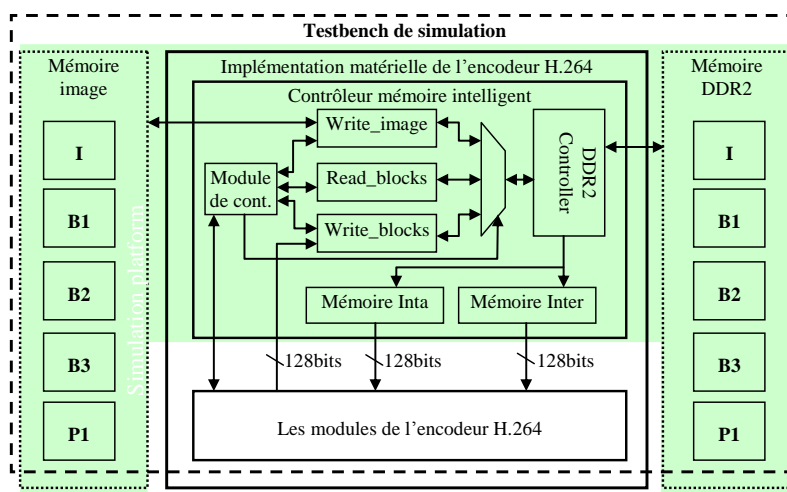 Testbench de simulation
Mémoire
image
I
B1
B2
B3
P1
Simulation platform
Implémentation matérielle de l'encodeur H.264
Contrôleur mémoire intelligent
Write_image
Module
de cont.
Read_blocks
Write_blocks
DDR2
Controller
Mémoire Inta
Mémoire Inter
128bits
128bits
128bits
Les modules de l'encodeur H.264
Mémoire
DDR2
I
B1
B2
B3
P1